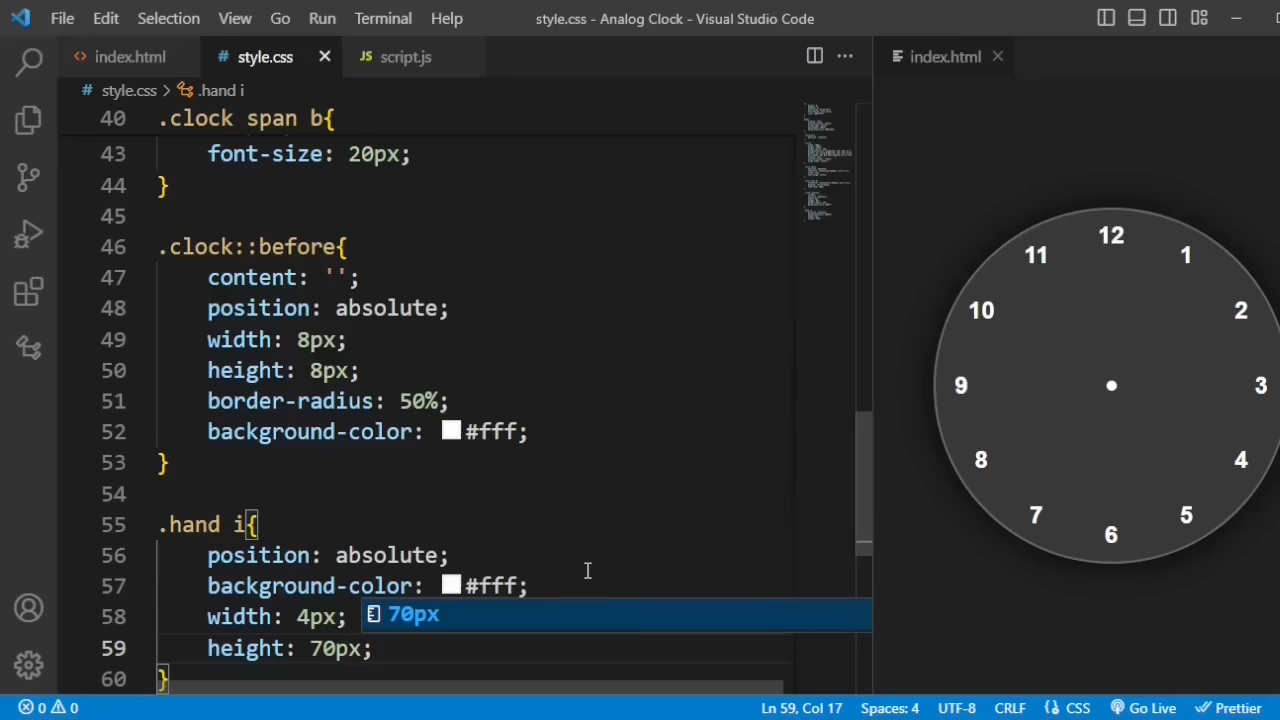 File Edit Selection View Go Run Terminal Help style.css - Analog Clock - Visual Studio Code
index.html # style.css JS script.js index.html
# style.css > .hand i
40 .clock span b{
43 font-size: 20px;
44 }
45
46 .clock::before{
47 content: '';
48 position: absolute;
49 width: 8px;
50 height: 8px;
51 border-radius: 50%;
52 background-color: #fff;
53 }
54
55 .hand i{
56 position: absolute;
57 background-color: #fff;
58 width: 4px;
70px
59 height: 70px;
60 }
12
11 1
10 2
9 3
8 4
7 5
6
0 0 Ln 59, Col 17 Spaces: 4 UTF-8 CRLF CSS Go Live Prettier